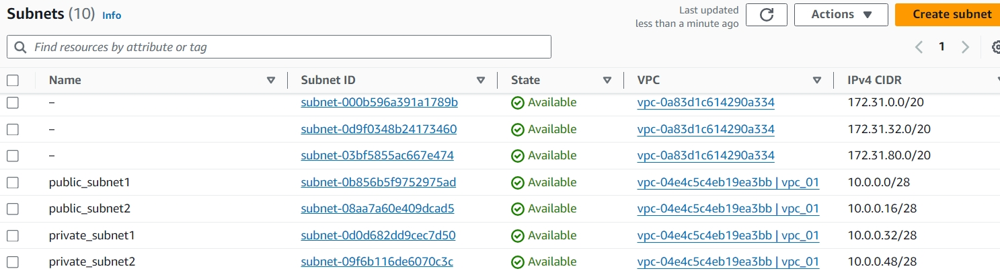 Subnets (10) Info
Last updated
less than a minute ago
Actions
Create subnet
Find resources by attribute or tag
1
Name Subnet ID State VPC IPv4 CIDR
– subnet-000b596a391a1789b Available vpc-0a83d1c614290a334 172.31.0.0/20
– subnet-0d9f0348b24173460 Available vpc-0a83d1c614290a334 172.31.32.0/20
– subnet-03bf5855ac667e474 Available vpc-0a83d1c614290a334 172.31.80.0/20
public_subnet1 subnet-0b856b5f9752975ad Available vpc-04e4c5c4eb19ea3bb | vpc_01 10.0.0.0/28
public_subnet2 subnet-08aa7a60e409dcad5 Available vpc-04e4c5c4eb19ea3bb | vpc_01 10.0.0.16/28
private_subnet1 subnet-0d0d682dd9cec7d50 Available vpc-04e4c5c4eb19ea3bb | vpc_01 10.0.0.32/28
private_subnet2 subnet-09f6b116de6070c3c Available vpc-04e4c5c4eb19ea3bb | vpc_01 10.0.0.48/28